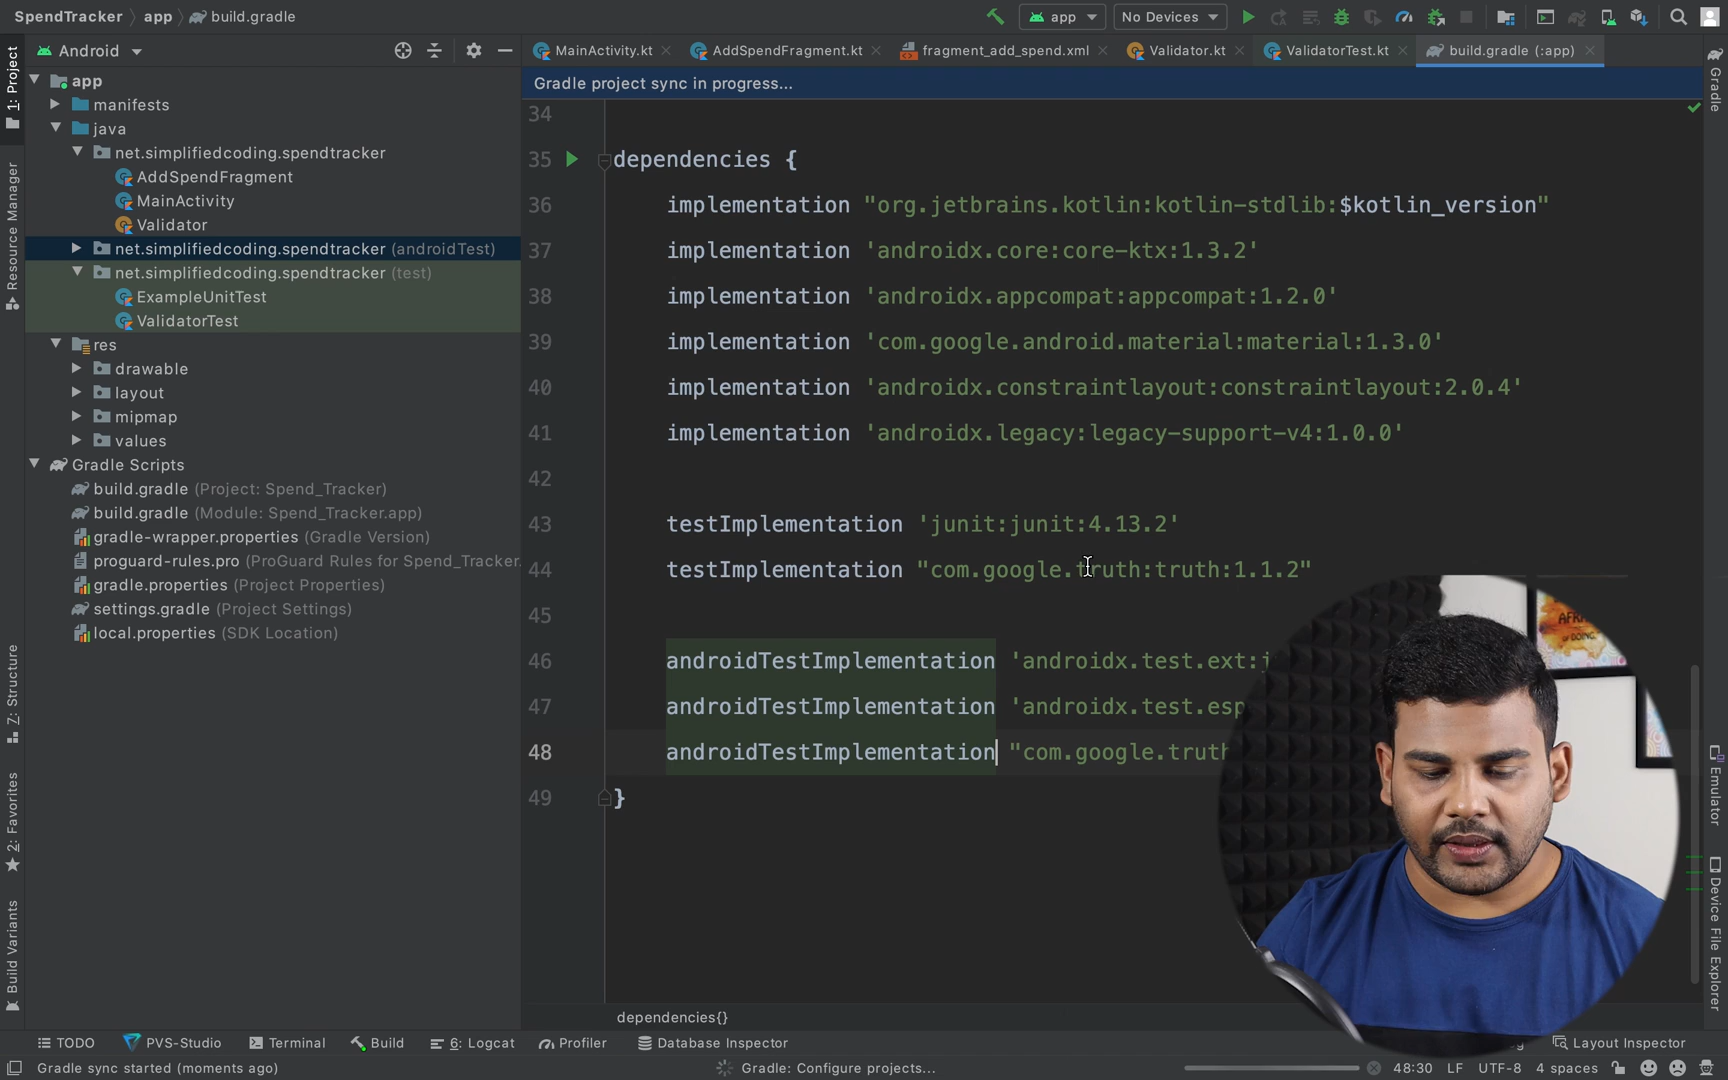 SpendTracker app build.gradle
app
No Devices
Android
MainActivity.kt
AddSpendFragment.kt
fragment_add_spend.xml
Validator.kt
ValidatorTest.kt
build.gradle (:app)
Gradle project sync in progress...
1: Project
Resource Manager
7: Structure
2: Favorites
Build Variants
app
manifests
java
net.simplifiedcoding.spendtracker
AddSpendFragment
MainActivity
Validator
net.simplifiedcoding.spendtracker (androidTest)
net.simplifiedcoding.spendtracker (test)
ExampleUnitTest
ValidatorTest
res
drawable
layout
mipmap
values
Gradle Scripts
build.gradle (Project: Spend_Tracker)
build.gradle (Module: Spend_Tracker.app)
gradle-wrapper.properties (Gradle Version)
proguard-rules.pro (ProGuard Rules for Spend_Tracker.
gradle.properties (Project Properties)
settings.gradle (Project Settings)
local.properties (SDK Location)
34
35 dependencies {
36 implementation "org.jetbrains.kotlin:kotlin-stdlib:$kotlin_version"
37 implementation 'androidx.core:core-ktx:1.3.2'
38 implementation 'androidx.appcompat:appcompat:1.2.0'
39 implementation 'com.google.android.material:material:1.3.0'
40 implementation 'androidx.constraintlayout:constraintlayout:2.0.4'
41 implementation 'androidx.legacy:legacy-support-v4:1.0.0'
42
43 testImplementation 'junit:junit:4.13.2'
44 testImplementation "com.google.truth:truth:1.1.2"
45
46 androidTestImplementation 'androidx.test.ext:j
47 androidTestImplementation 'androidx.test.esp
48 androidTestImplementation "com.google.truth
49 }
dependencies{}
Gradle
Emulator
Device File Explorer
TODO
PVS-Studio
Terminal
Build
6: Logcat
Profiler
Database Inspector
Layout Inspector
Gradle sync started (moments ago)
Gradle: Configure projects...
48:30 LF UTF-8 4 spaces